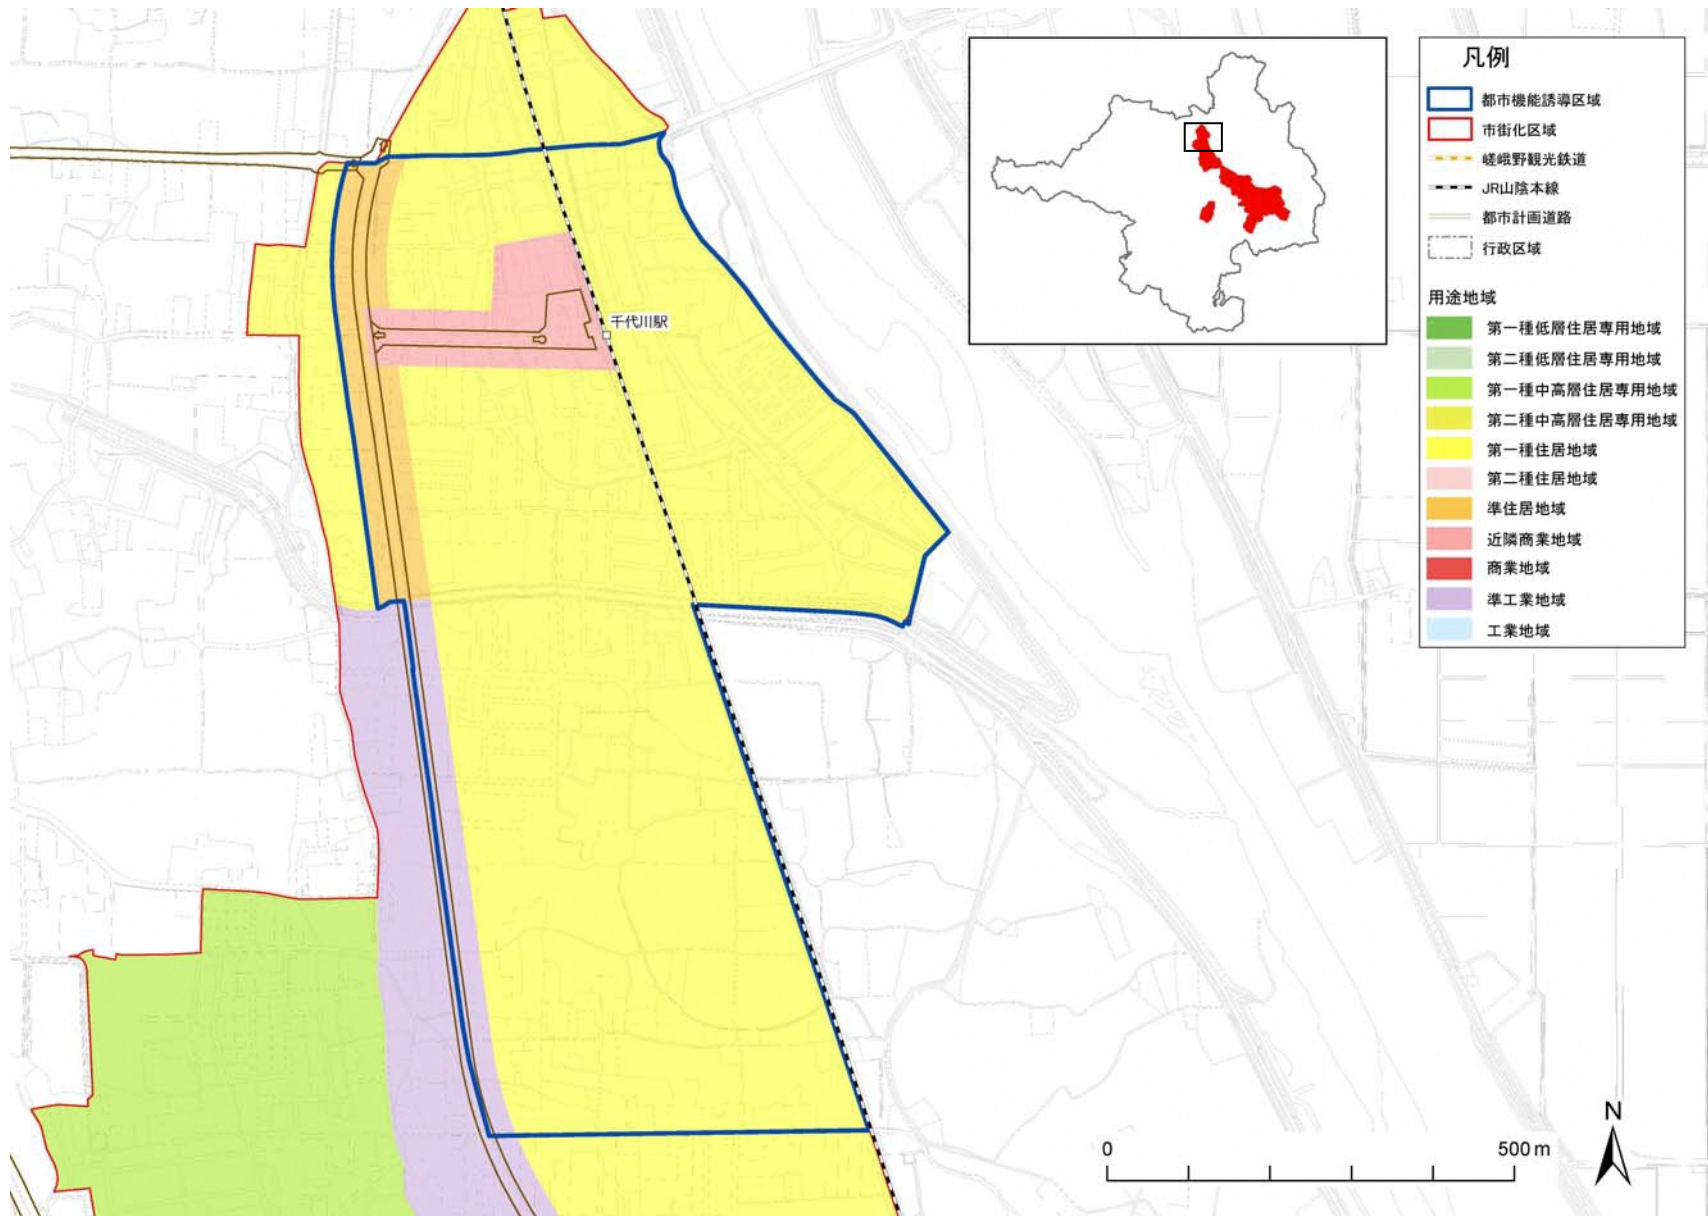 凡例
都市機能誘導区域
市街化区域
嵯峨野観光鉄道
JR山陰本線
都市計画道路
行政区域
用途地域
第一種低層住居専用地域
第二種低層住居専用地域
第一種中高層住居専用地域
第二種中高層住居専用地域
第一種住居地域
第二種住居地域
準住居地域
近隣商業地域
商業地域
準工業地域
工業地域
千代川駅
N
0
500m